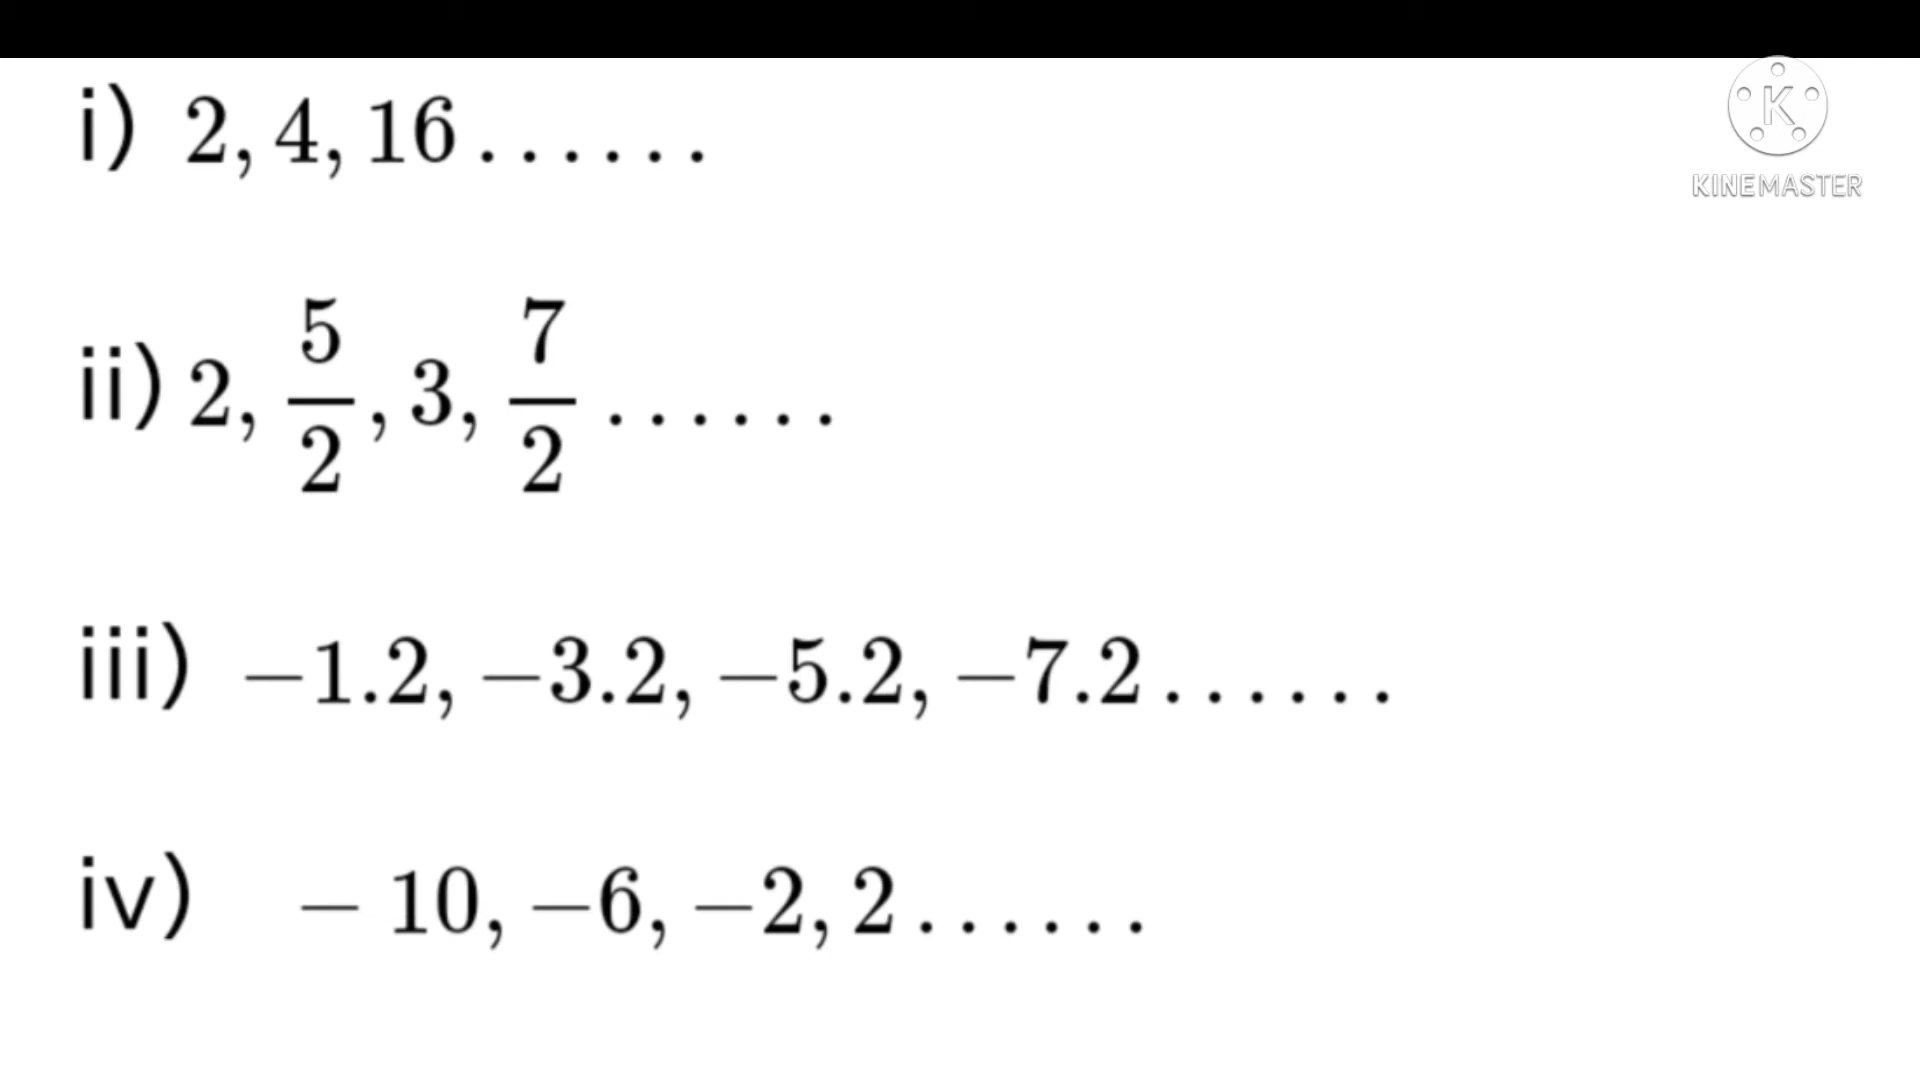 i) 2, 4, 16 . . . . . .
K
KINEMASTER
ii) 2, 5/2, 3, 7/2 . . . . . .
iii) −1.2, −3.2, −5.2, −7.2 . . . . . .
iv) − 10, −6, −2, 2 . . . . . .